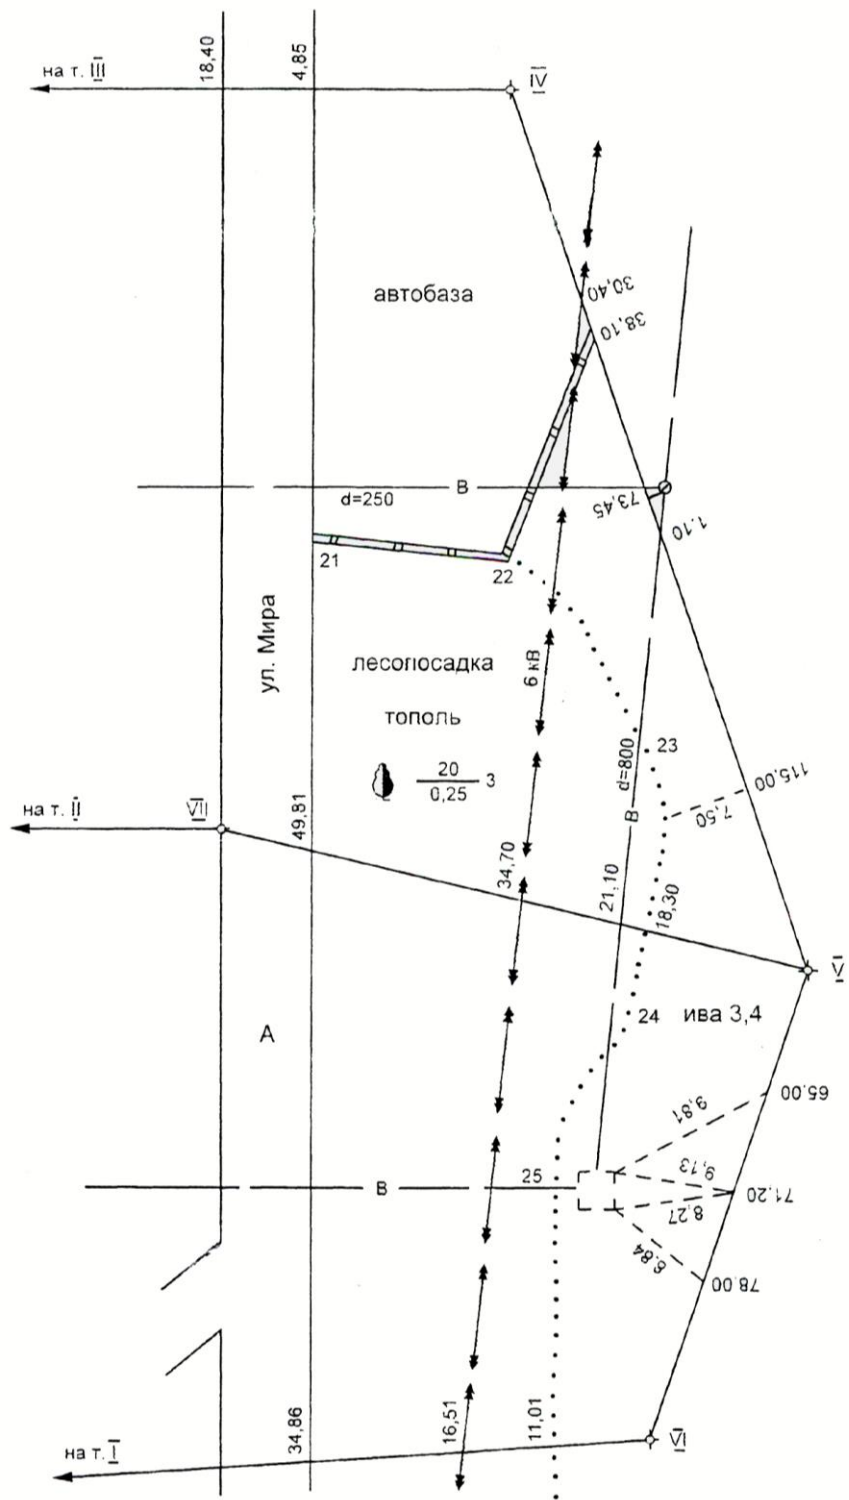 18,40
4,85
на т. III
IV
автобаза
30,40
38,10
В
d=250
73,45
1.10
21
22
ул. Мира
лесопосадка
6 кВ
тополь
20
0,25
3
23
d=800
В
115.00
7,50
на т. II
VII
49,81
34,70
21,10
18,30
V
24
ива 3,4
А
65.00
9,81
9,13
25
В
71.20
8,27
8,84
78.00
34,86
16,51
11,01
VI
на т. I